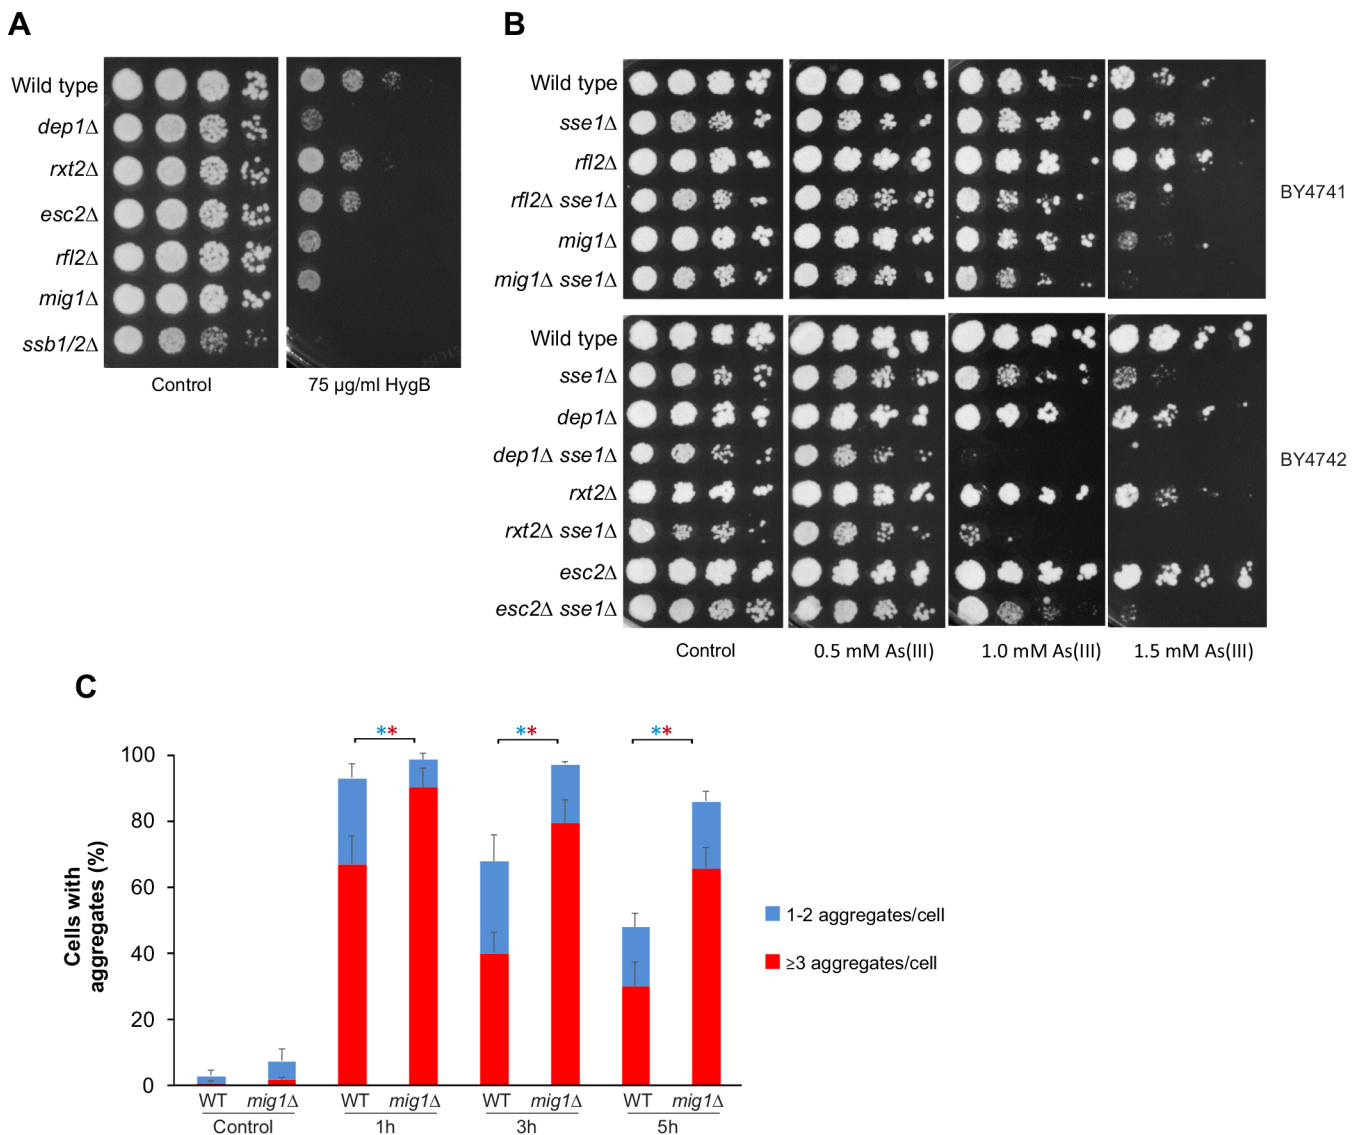 A
Wild type
dep1Δ
rxt2Δ
esc2Δ
rfl2Δ
mig1Δ
ssb1/2Δ
Control
75 µg/ml HygB
B
Wild type
sse1Δ
rfl2Δ
rfl2Δ sse1Δ
mig1Δ
mig1Δ sse1Δ
BY4741
Wild type
sse1Δ
dep1Δ
dep1Δ sse1Δ
rxt2Δ
rxt2Δ sse1Δ
esc2Δ
esc2Δ sse1Δ
BY4742
Control
0.5 mM As(III)
1.0 mM As(III)
1.5 mM As(III)
C
** ** **
Cells with
aggregates (%)
100
80
60
40
20
0
1-2 aggregates/cell
≥3 aggregates/cell
WT mig1Δ WT mig1Δ WT mig1Δ WT mig1Δ
Control 1h 3h 5h